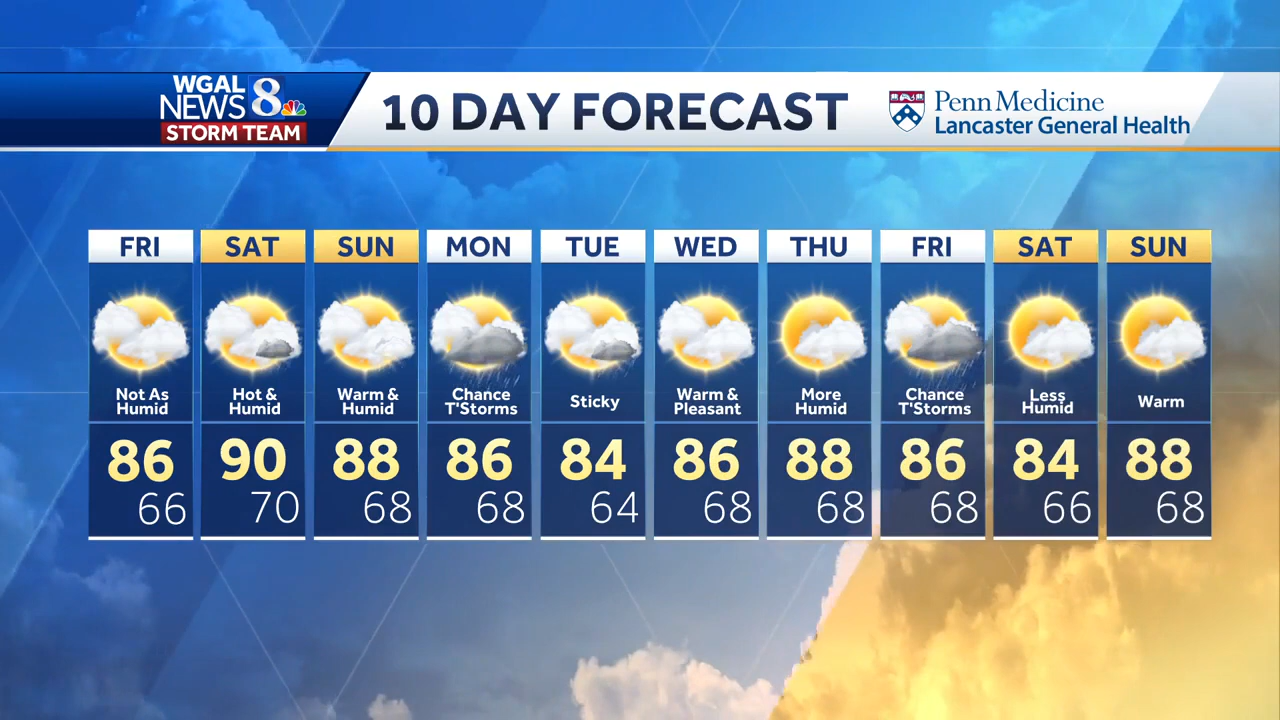 WGAL
NEWS 8
STORM TEAM
10 DAY FORECAST
Penn Medicine
Lancaster General Health
FRI SAT SUN MON TUE WED THU FRI SAT SUN
Not As Humid
Hot & Humid
Warm & Humid
Chance T'Storms
Sticky
Warm & Pleasant
More Humid
Chance T'Storms
Less Humid
Warm
86 90 88 86 84 86 88 86 84 88
66 70 68 68 64 68 68 68 66 68